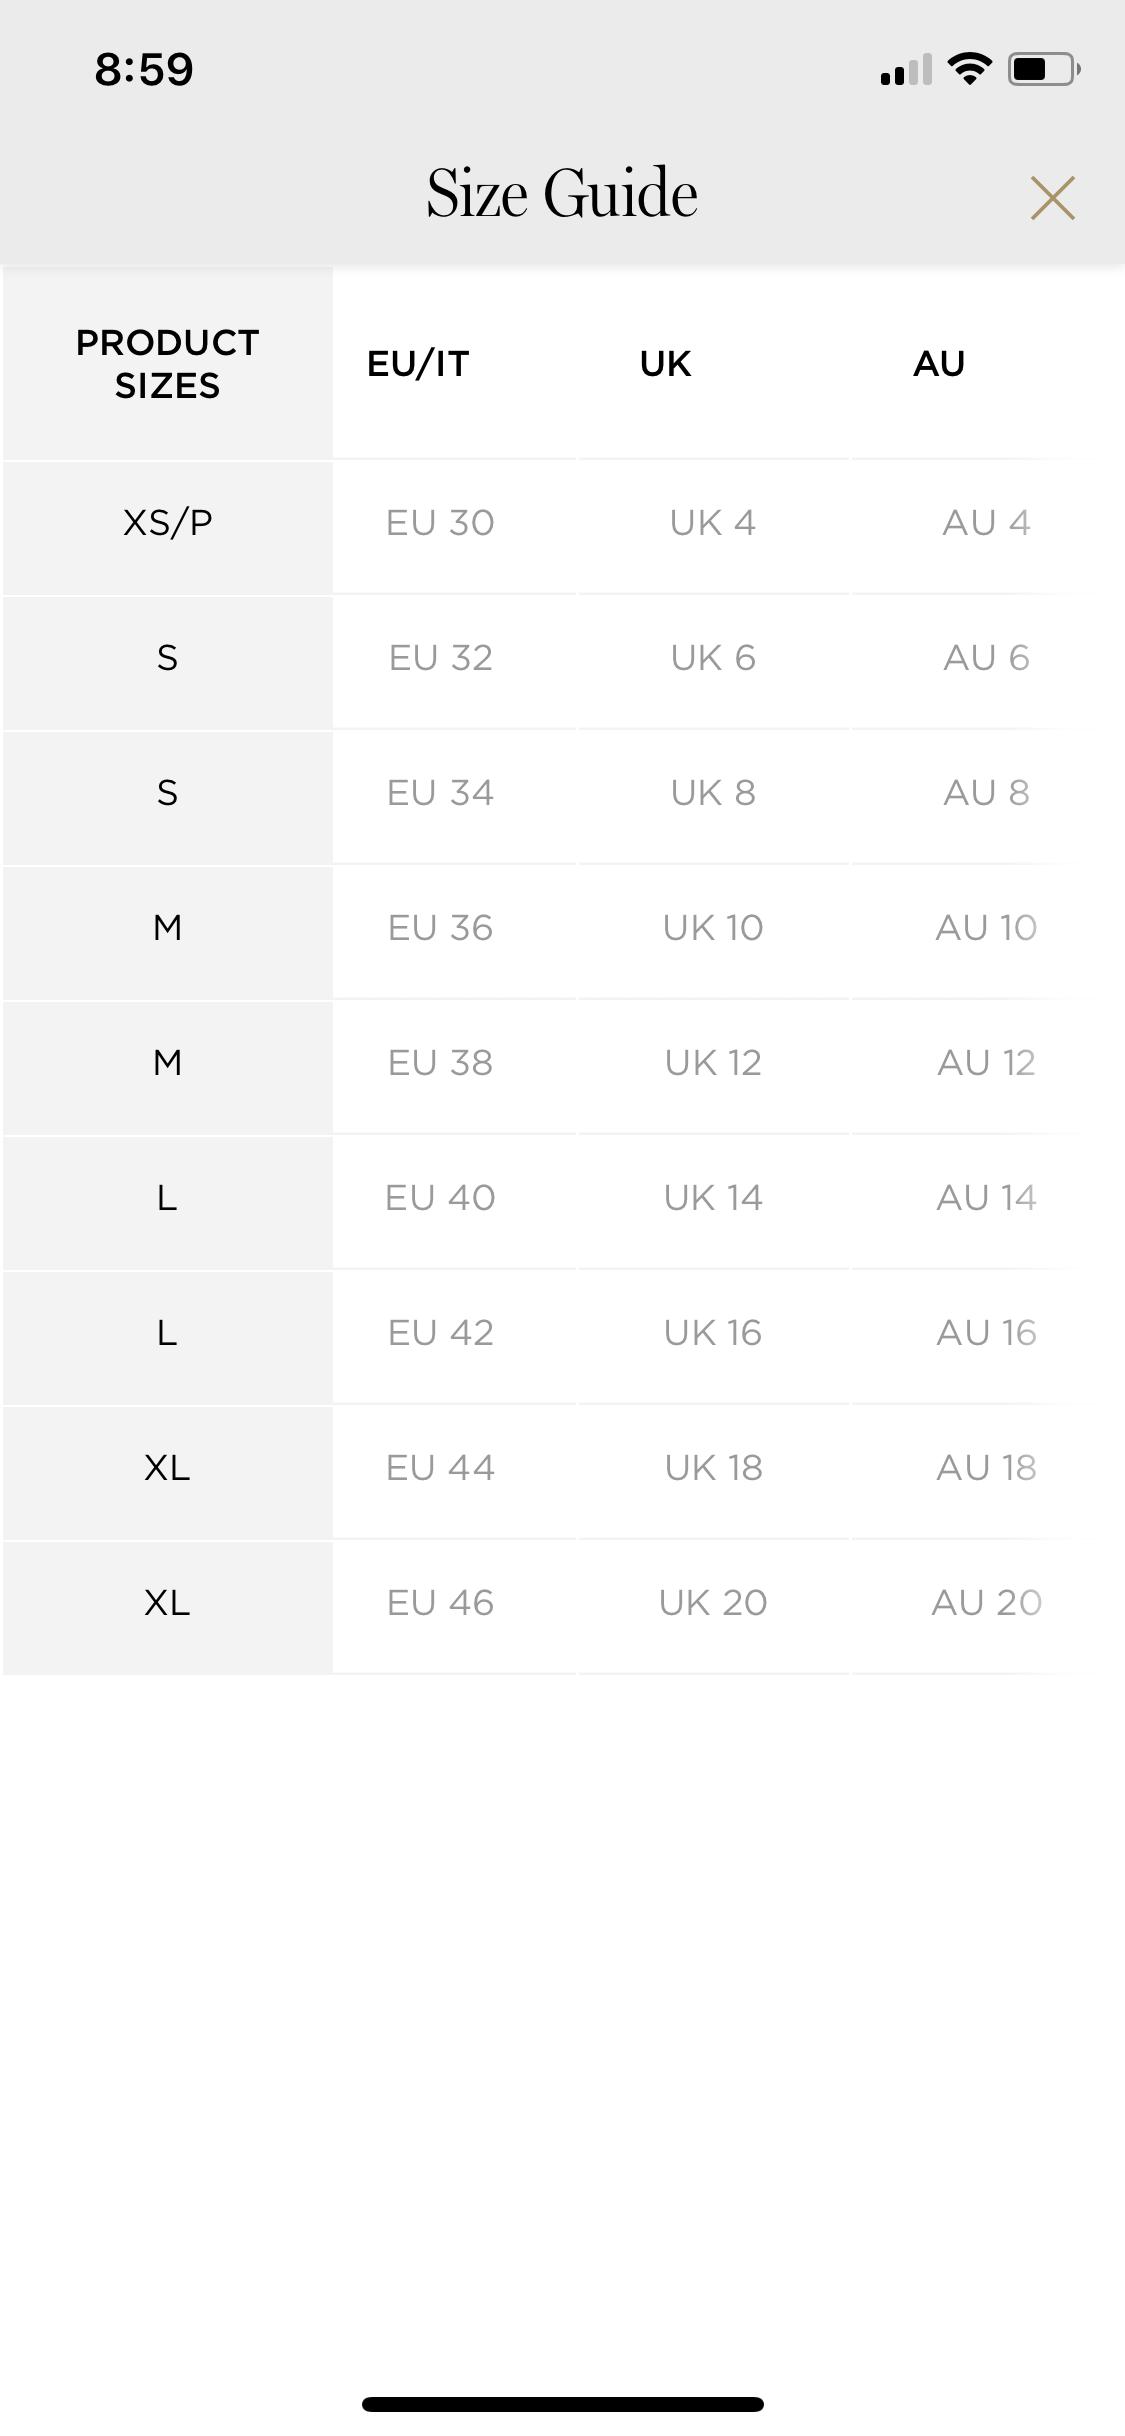 8:59
Size Guide
PRODUCT
SIZES
EU/IT UK AU
XS/P EU 30 UK 4 AU 4
S EU 32 UK 6 AU 6
S EU 34 UK 8 AU 8
M EU 36 UK 10 AU 10
M EU 38 UK 12 AU 12
L EU 40 UK 14 AU 14
L EU 42 UK 16 AU 16
XL EU 44 UK 18 AU 18
XL EU 46 UK 20 AU 20